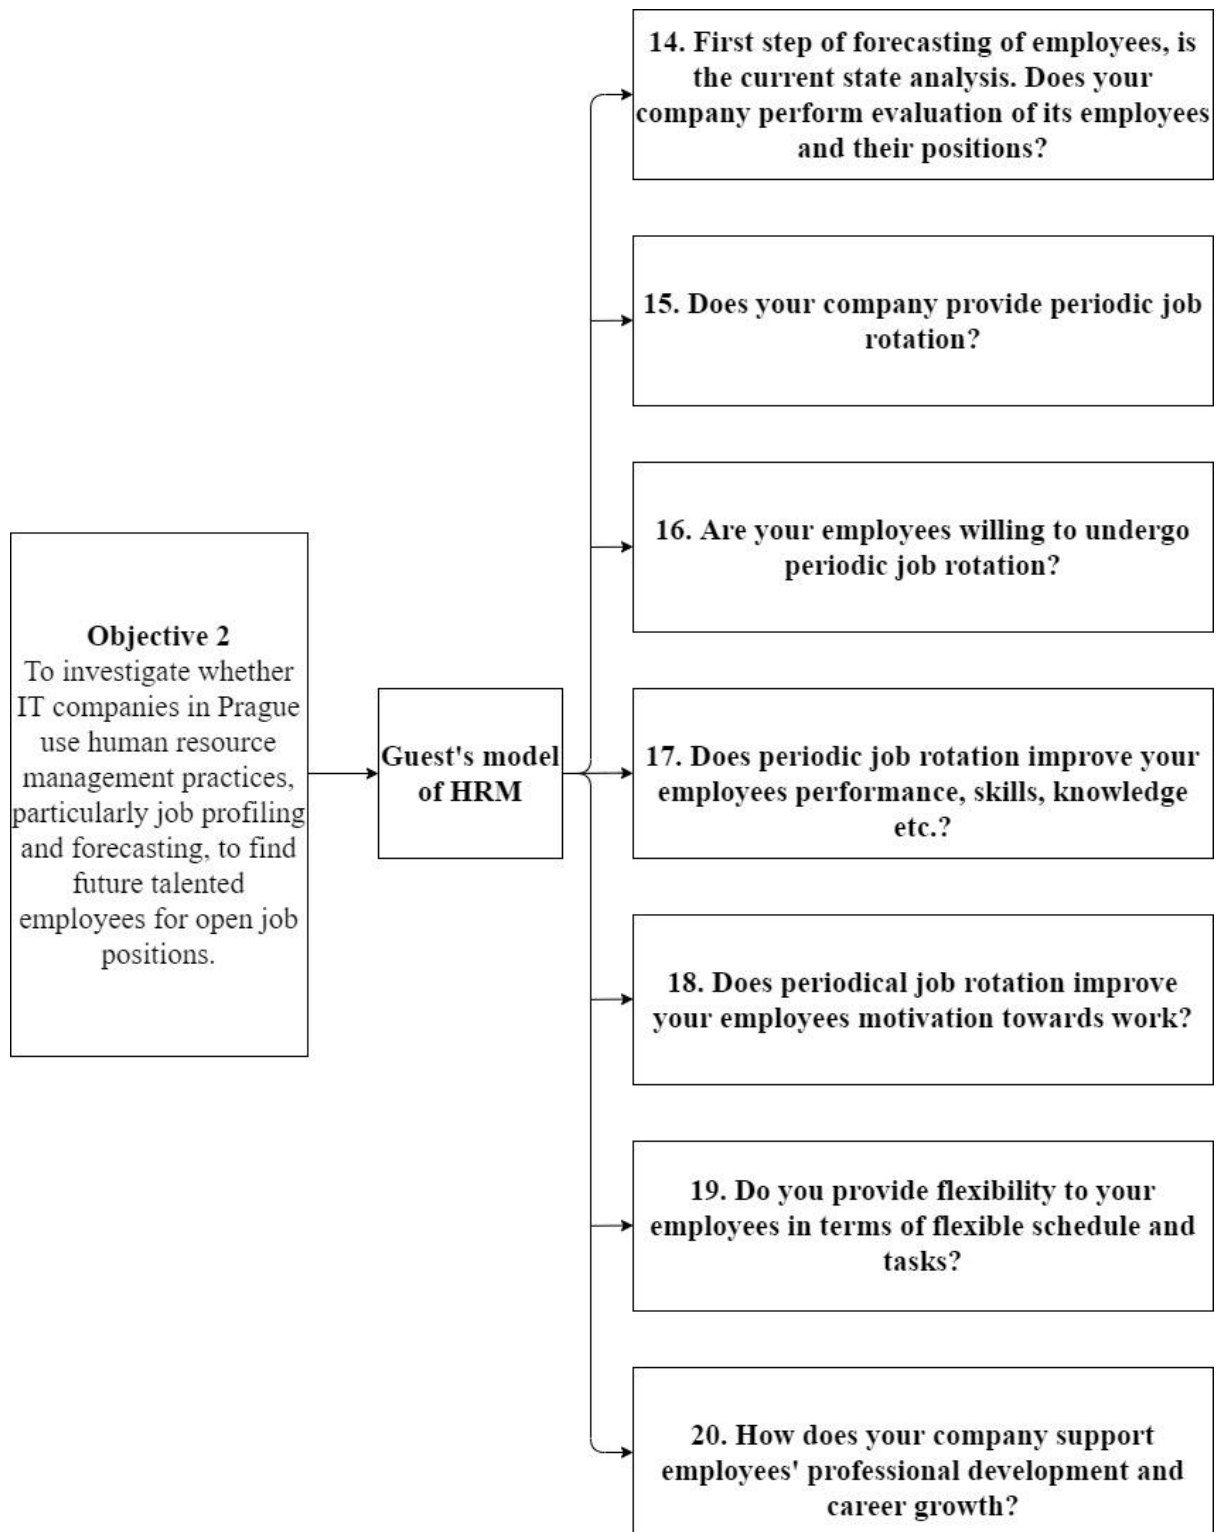 Objective 2
To investigate whether
IT companies in Prague
use human resource
management practices,
particularly job profiling
and forecasting, to find
future talented
employees for open job
positions.
Guest's model
of HRM
14. First step of forecasting of employees, is
the current state analysis. Does your
company perform evaluation of its employees
and their positions?
15. Does your company provide periodic job
rotation?
16. Are your employees willing to undergo
periodic job rotation?
17. Does periodic job rotation improve your
employees performance, skills, knowledge
etc.?
18. Does periodical job rotation improve
your employees motivation towards work?
19. Do you provide flexibility to your
employees in terms of flexible schedule and
tasks?
20. How does your company support
employees' professional development and
career growth?